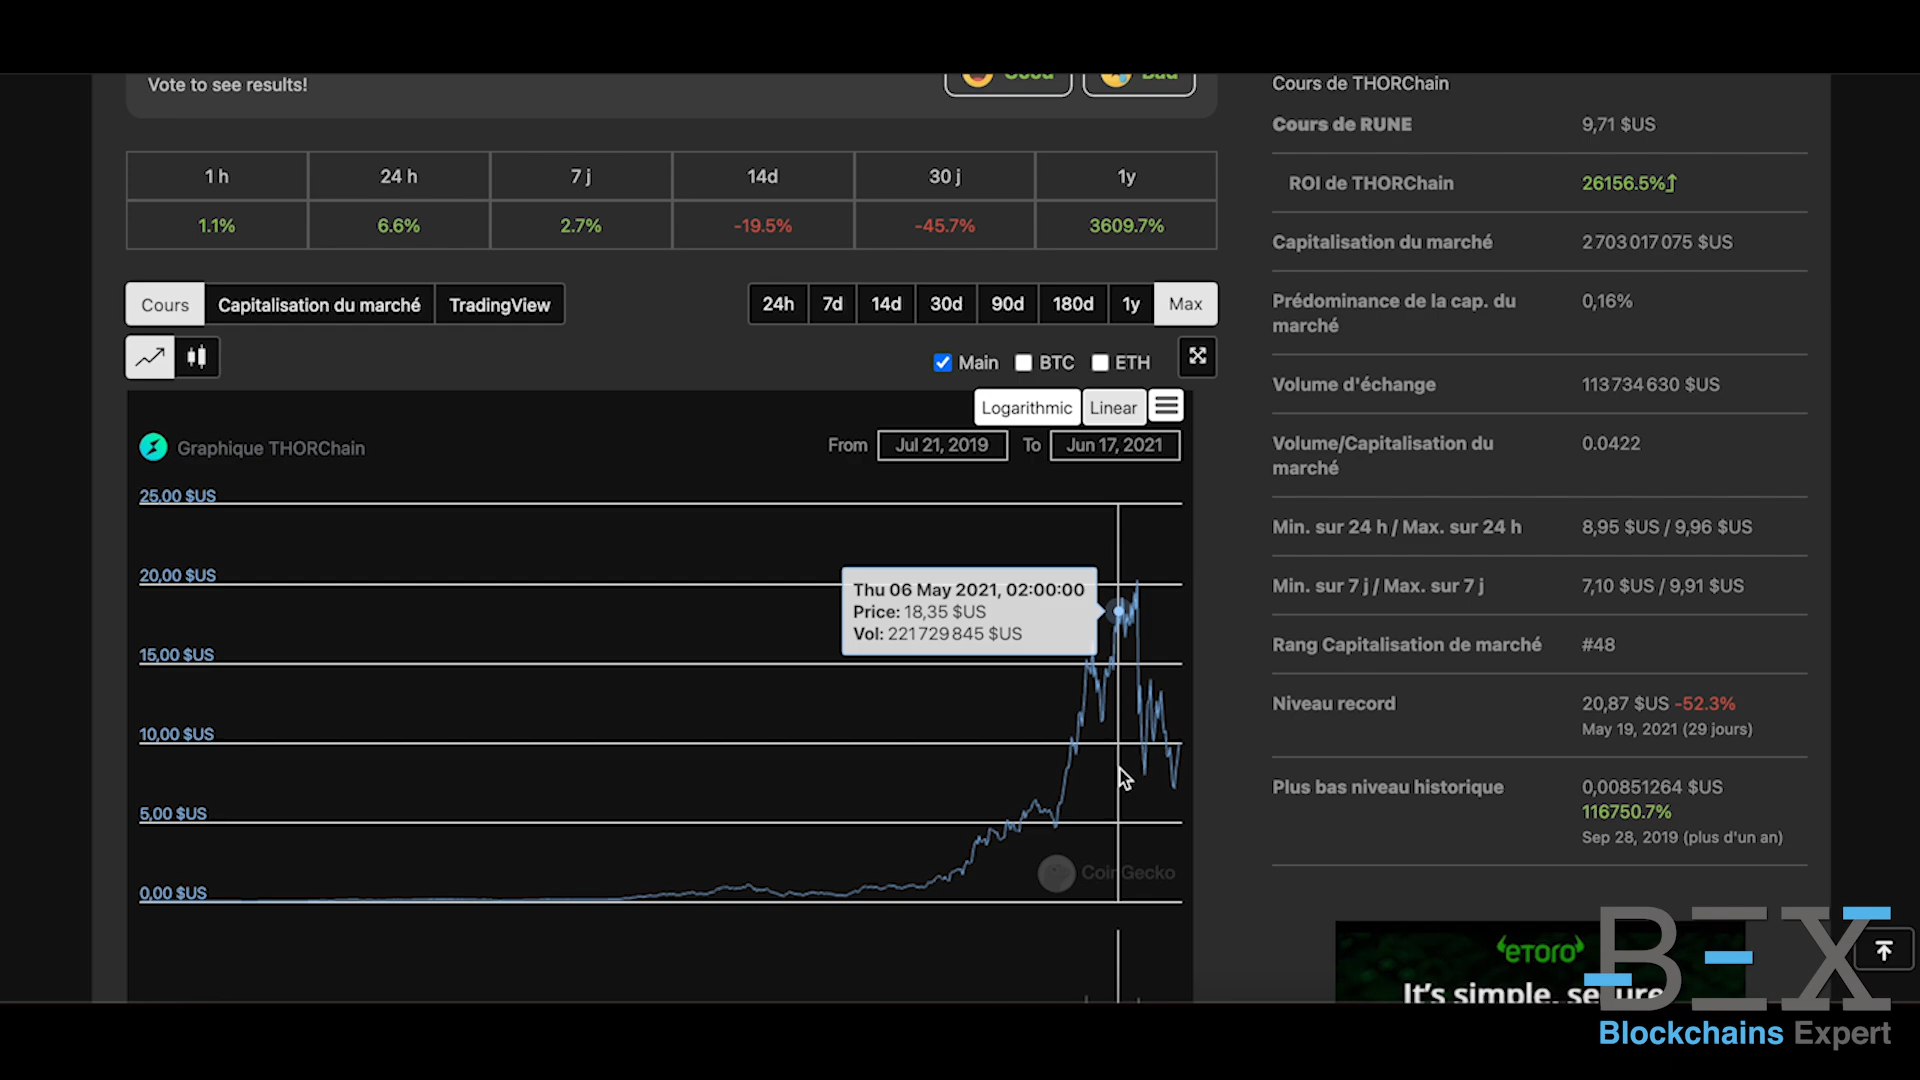 Vote to see results!
Good
Bad
1 h
24 h
7 j
14d
30 j
1y
1.1%
6.6%
2.7%
-19.5%
-45.7%
3609.7%
Cours
Capitalisation du marché
TradingView
24h
7d
14d
30d
90d
180d
1y
Max
Main
BTC
ETH
Logarithmic
Linear
Graphique THORChain
From
Jul 21, 2019
To
Jun 17, 2021
25,00 $US
20,00 $US
15,00 $US
10,00 $US
5,00 $US
0,00 $US
Thu 06 May 2021, 02:00:00
Price: 18,35 $US
Vol: 221 729 845 $US
CoinGecko
Cours de THORChain
Cours de RUNE
9,71 $US
ROI de THORChain
26156.5%
Capitalisation du marché
2 703 017 075 $US
Prédominance de la cap. du
marché
0,16%
Volume d'échange
113 734 630 $US
Volume/Capitalisation du
marché
0.0422
Min. sur 24 h / Max. sur 24 h
8,95 $US / 9,96 $US
Min. sur 7 j / Max. sur 7 j
7,10 $US / 9,91 $US
Rang Capitalisation de marché
#48
Niveau record
20,87 $US -52.3%
May 19, 2021 (29 jours)
Plus bas niveau historique
0,00851264 $US
116750.7%
Sep 28, 2019 (plus d'un an)
eToro
It's simple, secure
BEX
Blockchains Expert